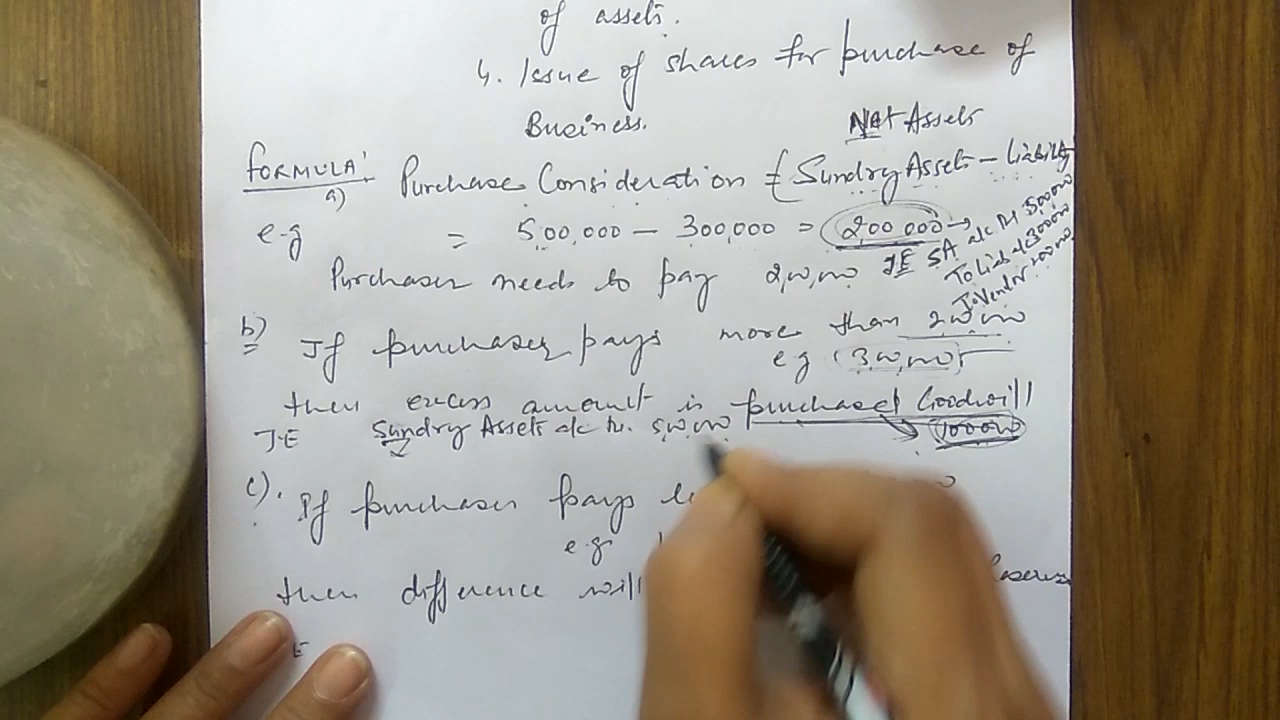 of assets.
4. Issue of shares for purchase of
Business.
Net Assets
FORMULA:
a) Purchase Consideration = Sundry Assets - Liability
e.g = 5,00,000 - 300,000 = 2,00,000 →
JE SA a/c Dr 500000
To Liab a/c 300000
To Vendor 200000
Purchaser needs to pay 2,00,000
b) If purchaser pays more than 200,000
e.g (3,00,000)
then excess amount is purchased Goodwill
100000
J.E Sundry Assets a/c Dr. 5,00,000
c). If purchaser pays
e.g.
then difference will